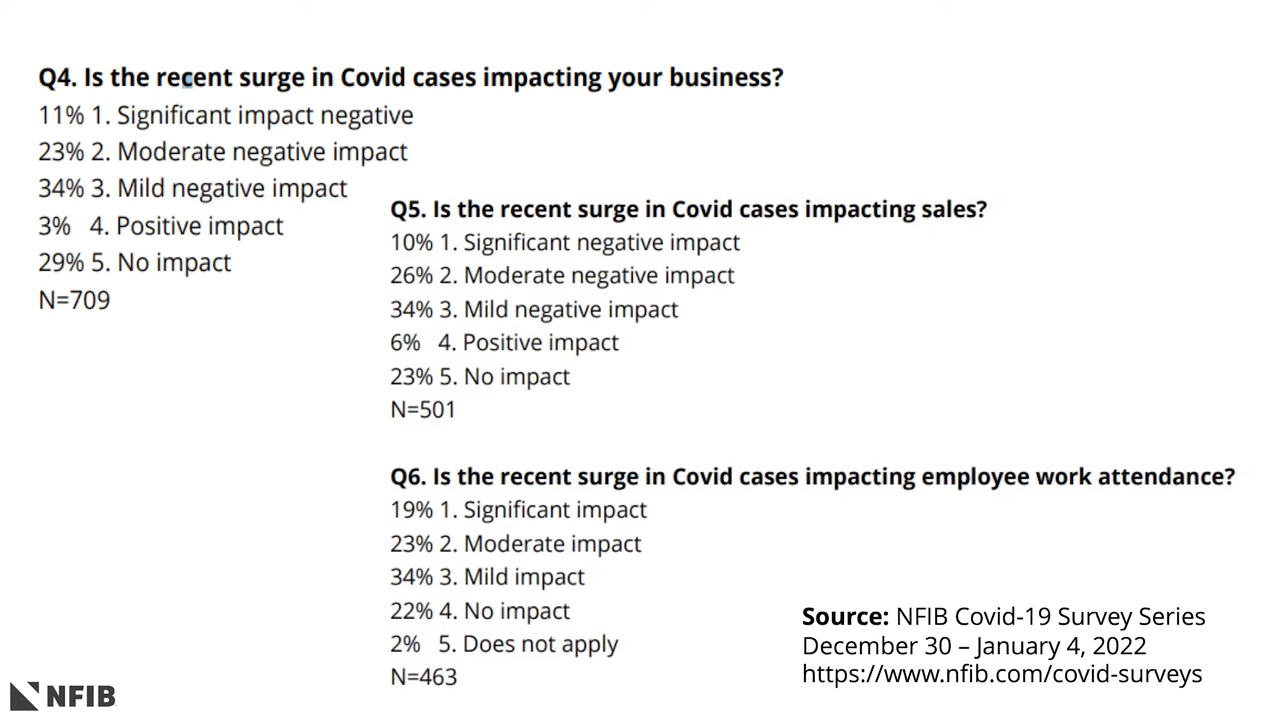 Q4. Is the recent surge in Covid cases impacting your business?
11% 1. Significant impact negative
23% 2. Moderate negative impact
34% 3. Mild negative impact
3% 4. Positive impact
29% 5. No impact
N=709
Q5. Is the recent surge in Covid cases impacting sales?
10% 1. Significant negative impact
26% 2. Moderate negative impact
34% 3. Mild negative impact
6% 4. Positive impact
23% 5. No impact
N=501
Q6. Is the recent surge in Covid cases impacting employee work attendance?
19% 1. Significant impact
23% 2. Moderate impact
34% 3. Mild impact
22% 4. No impact
2% 5. Does not apply
N=463
Source: NFIB Covid-19 Survey Series
December 30 – January 4, 2022
https://www.nfib.com/covid-surveys
NFIB